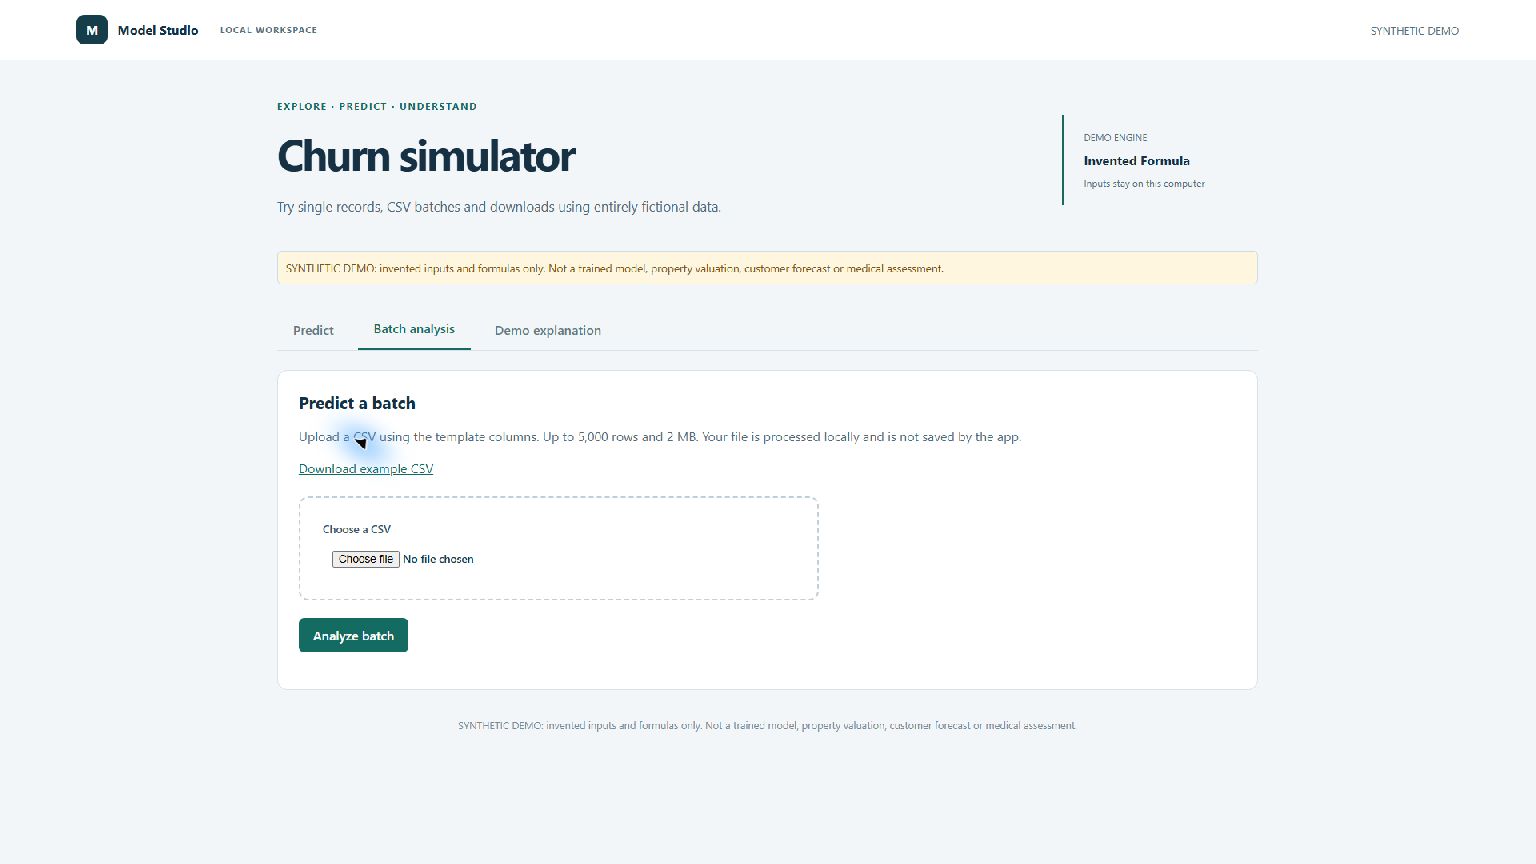 M Model Studio LOCAL WORKSPACE SYNTHETIC DEMO
EXPLORE · PREDICT · UNDERSTAND
Churn simulator
Try single records, CSV batches and downloads using entirely fictional data.
DEMO ENGINE
Invented Formula
Inputs stay on this computer
SYNTHETIC DEMO: invented inputs and formulas only. Not a trained model, property valuation, customer forecast or medical assessment.
Predict Batch analysis Demo explanation
Predict a batch
Upload a CSV using the template columns. Up to 5,000 rows and 2 MB. Your file is processed locally and is not saved by the app.
Download example CSV
Choose a CSV
Choose file No file chosen
Analyze batch
SYNTHETIC DEMO: invented inputs and formulas only. Not a trained model, property valuation, customer forecast or medical assessment.